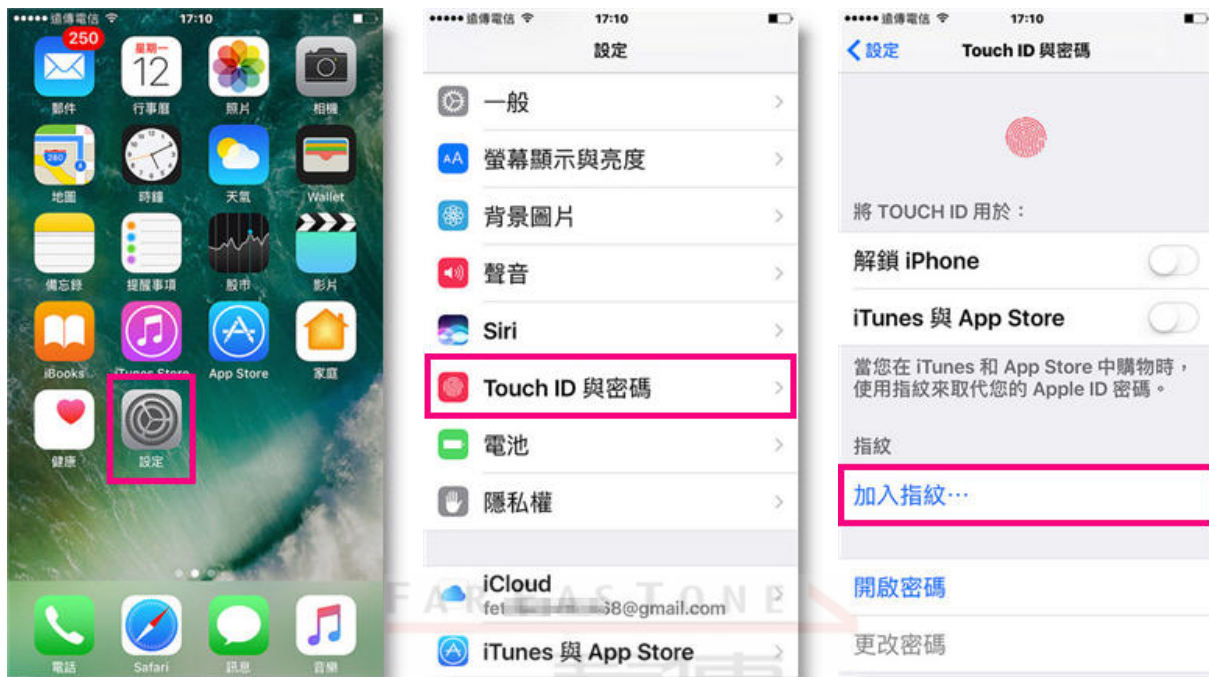 遠傳電信 17:10
250
星期一
12
郵件 行事曆 照片 相機
280
地圖 時鐘 天氣 Wallet
備忘錄 提醒事項 股市 影片
iBooks iTunes Store App Store 家庭
健康 設定
電話 Safari 訊息 音樂
遠傳電信 17:10
設定
一般
AA 螢幕顯示與亮度
背景圖片
聲音
Siri
Touch ID 與密碼
電池
隱私權
iCloud
fet 38@gmail.com
iTunes 與 App Store
遠傳電信 17:10
設定 Touch ID 與密碼
將 TOUCH ID 用於：
解鎖 iPhone
iTunes 與 App Store
當您在 iTunes 和 App Store 中購物時，
使用指紋來取代您的 Apple ID 密碼。
指紋
加入指紋⋯
開啟密碼
更改密碼
FAREASTONE